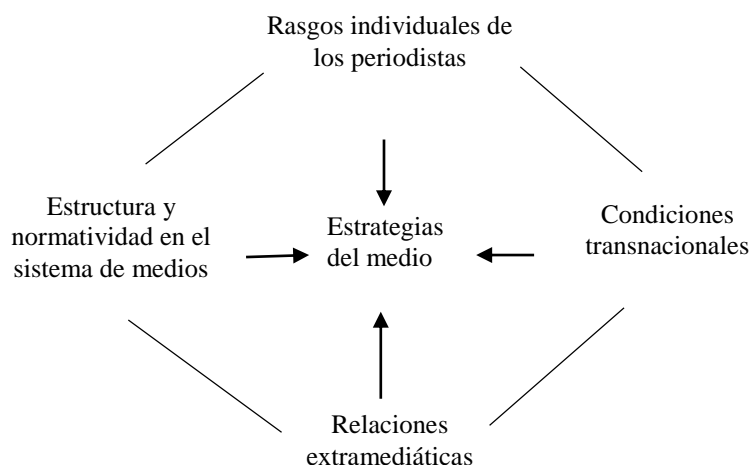 Rasgos individuales de
los periodistas
Estructura y
normatividad en el
sistema de medios
Estrategias
del medio
Condiciones
transnacionales
Relaciones
extramediáticas